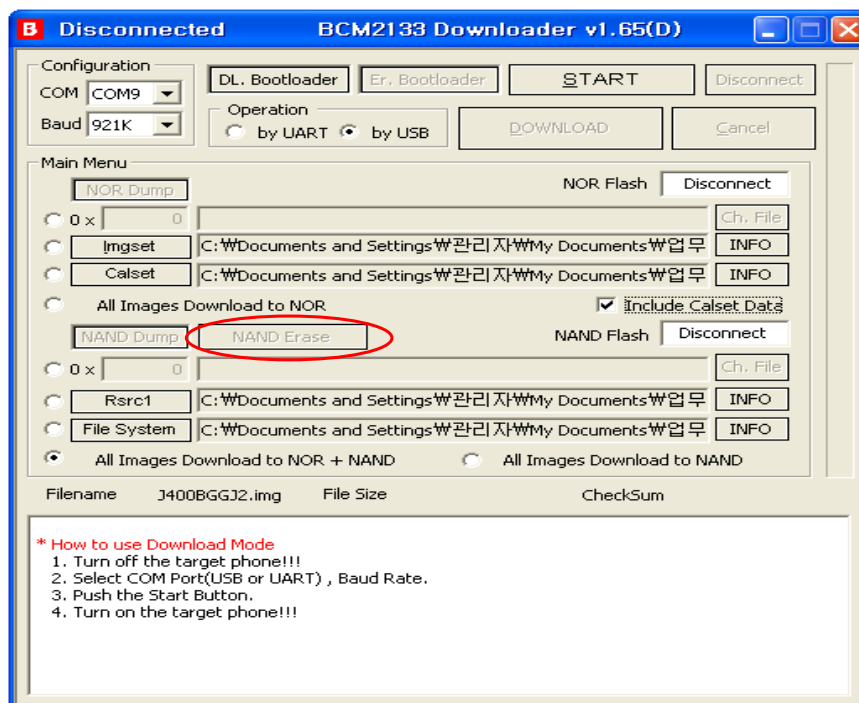 B Disconnected BCM2133 Downloader v1.65(D)
Configuration
COM COM9
Baud 921K
DL. Bootloader Er. Bootloader START Disconnect
Operation
by UART by USB
DOWNLOAD Cancel
Main Menu
NOR Dump NOR Flash Disconnect
0 x 0 Ch. File
Imgset C:₩Documents and Settings₩관리자₩My Documents₩업무 INFO
Calset C:₩Documents and Settings₩관리자₩My Documents₩업무 INFO
All Images Download to NOR Include Calset Data
NAND Dump NAND Erase NAND Flash Disconnect
0 x 0 Ch. File
Rsrc1 C:₩Documents and Settings₩관리자₩My Documents₩업무 INFO
File System C:₩Documents and Settings₩관리자₩My Documents₩업무 INFO
All Images Download to NOR + NAND All Images Download to NAND
Filename J400BGGJ2.img File Size CheckSum
* How to use Download Mode
1. Turn off the target phone!!!
2. Select COM Port(USB or UART) , Baud Rate.
3. Push the Start Button.
4. Turn on the target phone!!!